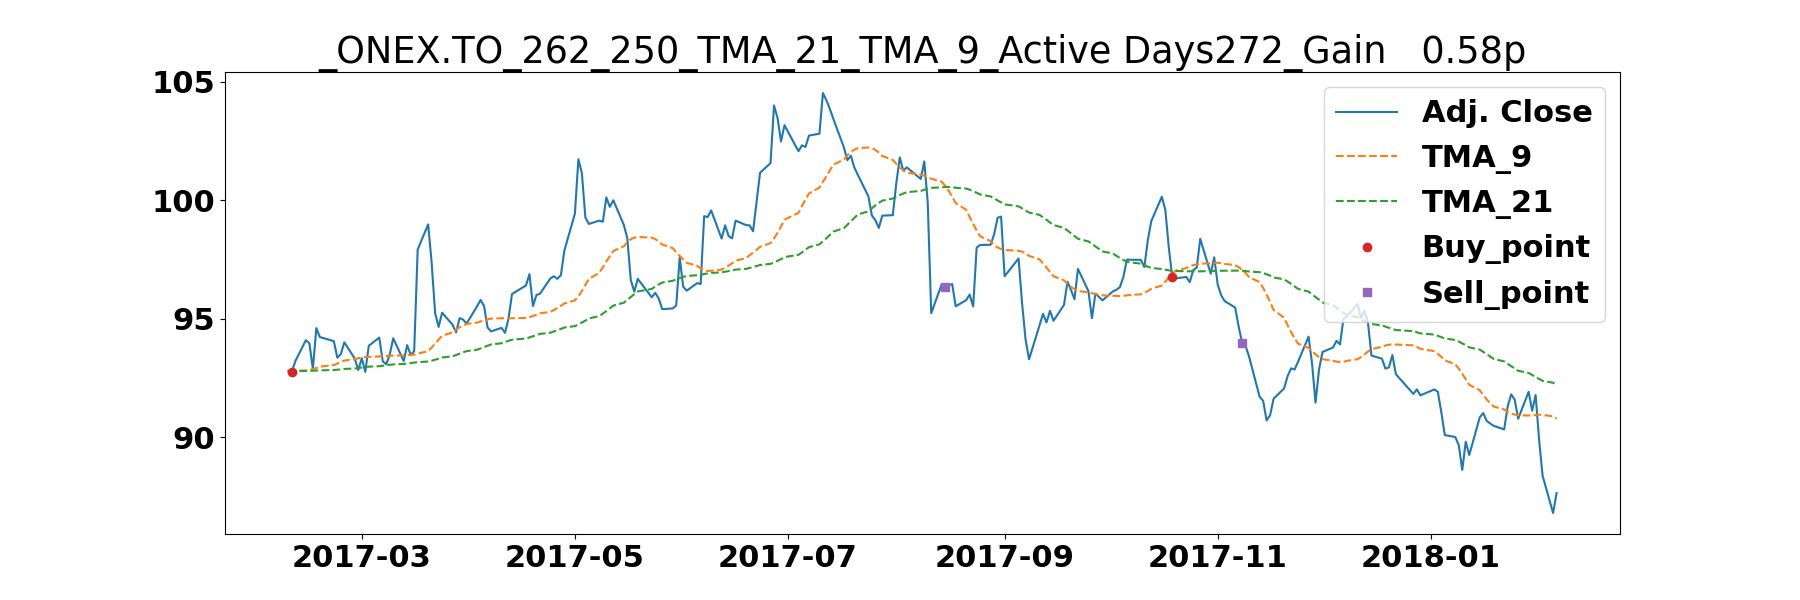 _ONEX.TO_262_250_TMA_21_TMA_9_Active Days272_Gain   0.58p
105
100
95
90
Adj. Close
TMA_9
TMA_21
Buy_point
Sell_point
2017-03 2017-05 2017-07 2017-09 2017-11 2018-01